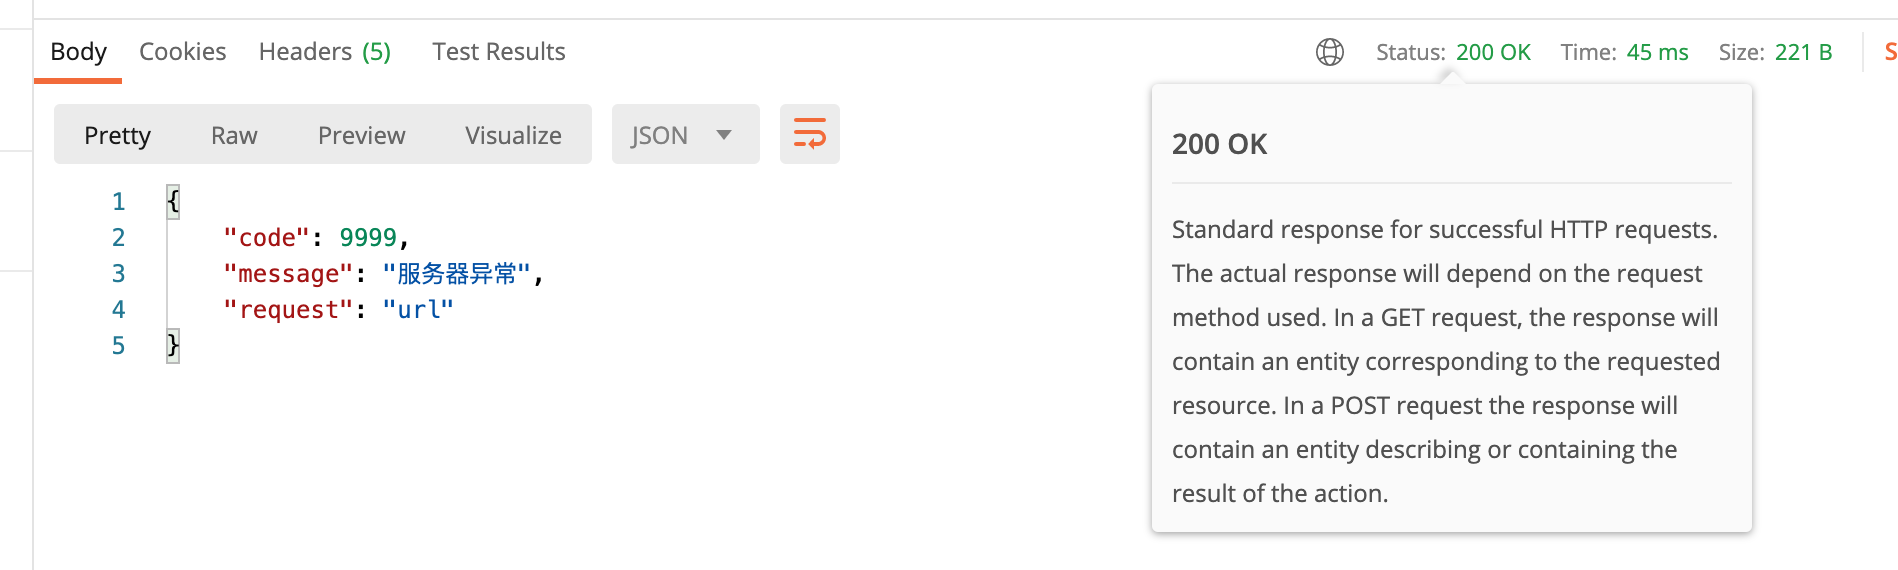 Body Cookies Headers (5) Test Results Status: 200 OK Time: 45 ms Size: 221 B S
Pretty Raw Preview Visualize JSON
1 {
2 "code": 9999,
3 "message": "服务器异常",
4 "request": "url"
5 }
200 OK
Standard response for successful HTTP requests.
The actual response will depend on the request
method used. In a GET request, the response will
contain an entity corresponding to the requested
resource. In a POST request the response will
contain an entity describing or containing the
result of the action.